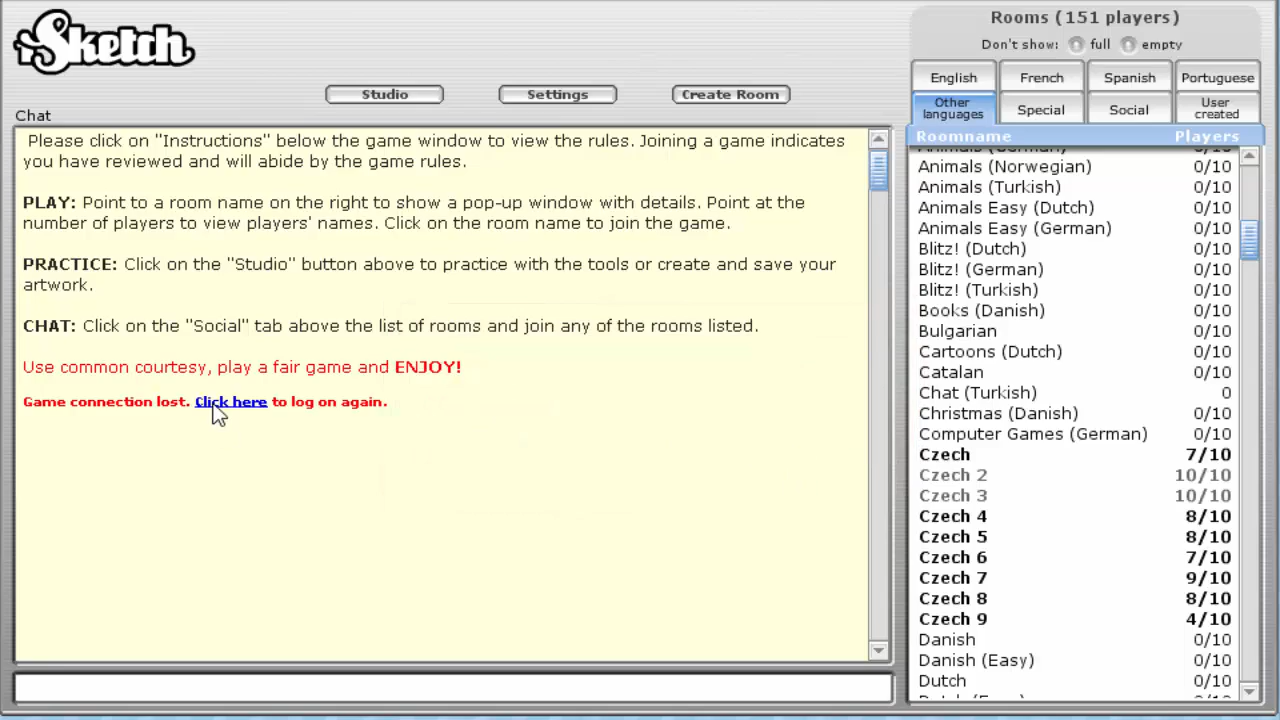 iSketch
Studio
Settings
Create Room
Chat
Please click on "Instructions" below the game window to view the rules. Joining a game indicates
you have reviewed and will abide by the game rules.
PLAY: Point to a room name on the right to show a pop-up window with details. Point at the
number of players to view players' names. Click on the room name to join the game.
PRACTICE: Click on the "Studio" button above to practice with the tools or create and save your
artwork.
CHAT: Click on the "Social" tab above the list of rooms and join any of the rooms listed.
Use common courtesy, play a fair game and ENJOY!
Game connection lost. Click here to log on again.
Rooms (151 players)
Don't show: full empty
English French Spanish Portuguese
Other languages Special Social User created
Roomname Players
Animals (German) 0/10
Animals (Norwegian) 0/10
Animals (Turkish) 0/10
Animals Easy (Dutch) 0/10
Animals Easy (German) 0/10
Blitz! (Dutch) 0/10
Blitz! (German) 0/10
Blitz! (Turkish) 0/10
Books (Danish) 0/10
Bulgarian 0/10
Cartoons (Dutch) 0/10
Catalan 0/10
Chat (Turkish) 0
Christmas (Danish) 0/10
Computer Games (German) 0/10
Czech 7/10
Czech 2 10/10
Czech 3 10/10
Czech 4 8/10
Czech 5 8/10
Czech 6 7/10
Czech 7 9/10
Czech 8 8/10
Czech 9 4/10
Danish 0/10
Danish (Easy) 0/10
Dutch 0/10